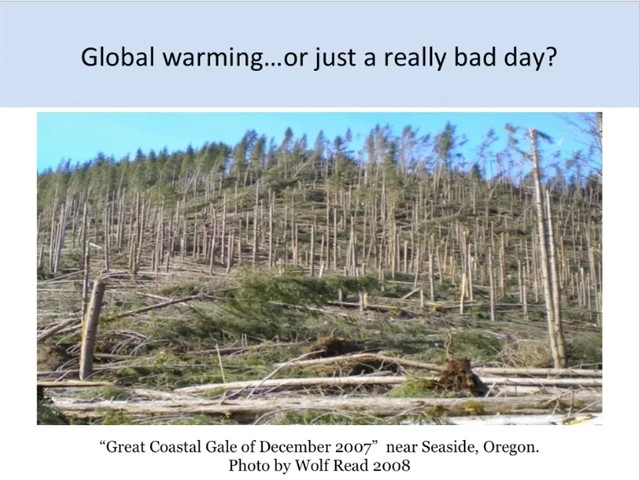 Global warming…or just a really bad day?
“Great Coastal Gale of December 2007”  near Seaside, Oregon.
Photo by Wolf Read 2008